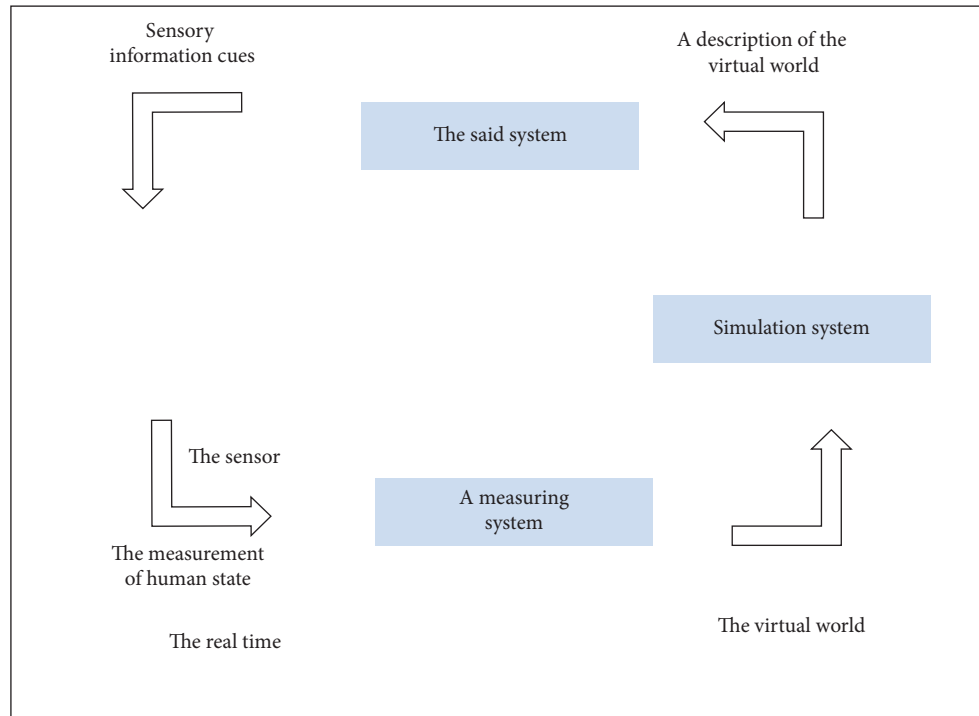 Sensory
information cues
A description of the
virtual world
The said system
Simulation system
The sensor
A measuring
system
The measurement
of human state
The real time
The virtual world